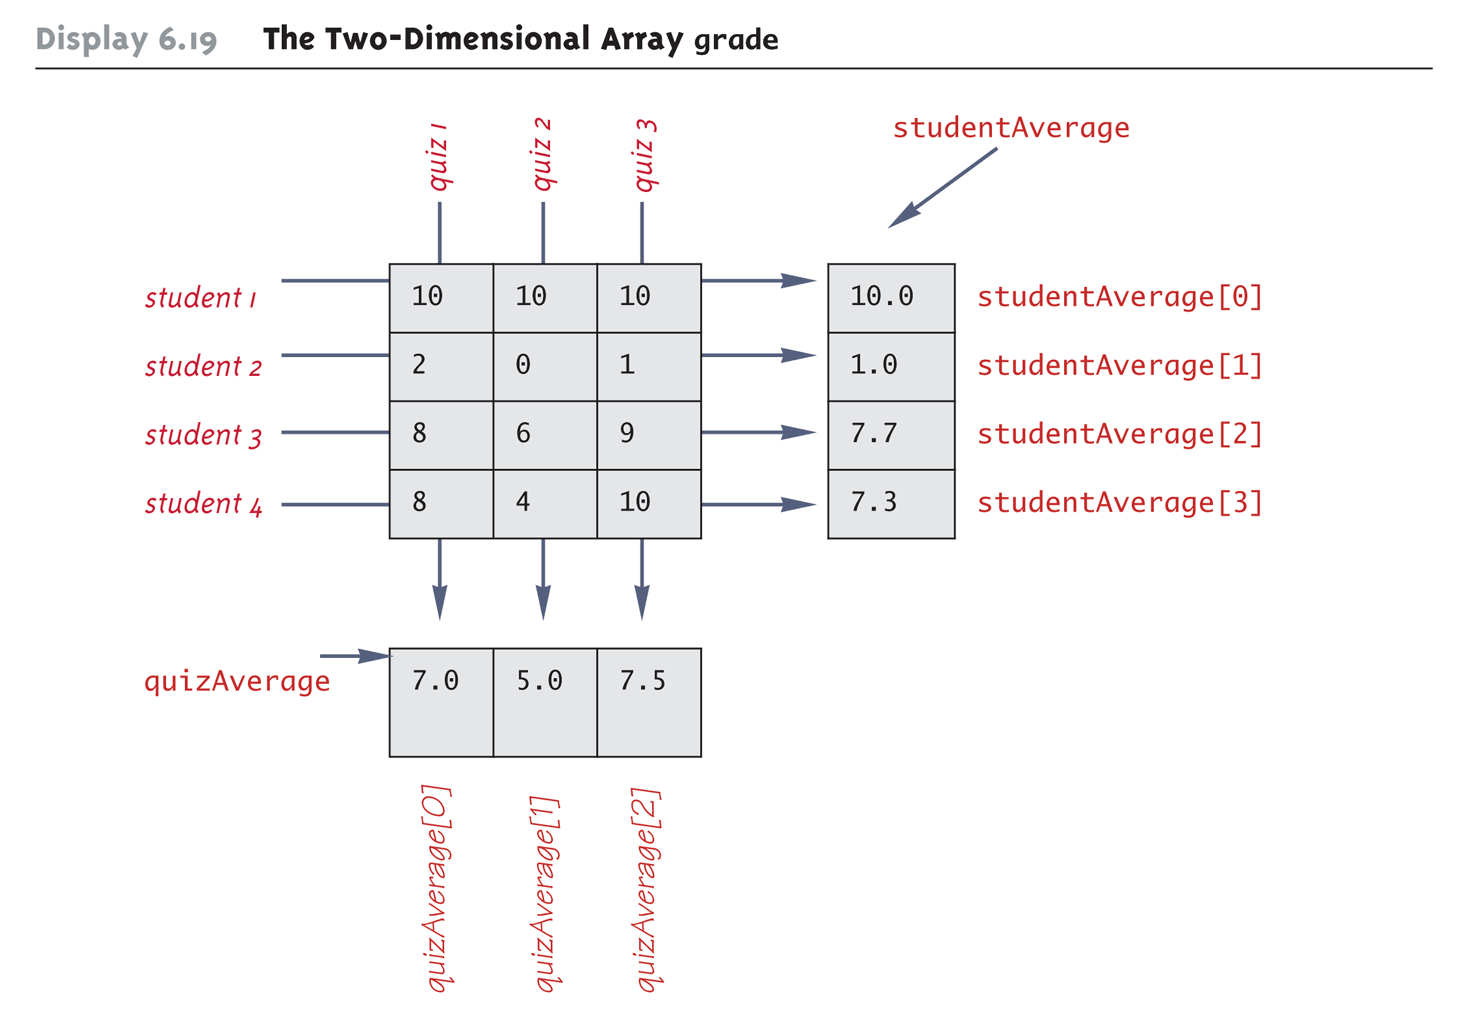 Display 6.19 The Two-Dimensional Array grade
quiz 1 quiz 2 quiz 3
studentAverage
student 1 10 10 10 10.0 studentAverage[0]
student 2 2 0 1 1.0 studentAverage[1]
student 3 8 6 9 7.7 studentAverage[2]
student 4 8 4 10 7.3 studentAverage[3]
quizAverage 7.0 5.0 7.5
quizAverage[0] quizAverage[1] quizAverage[2]